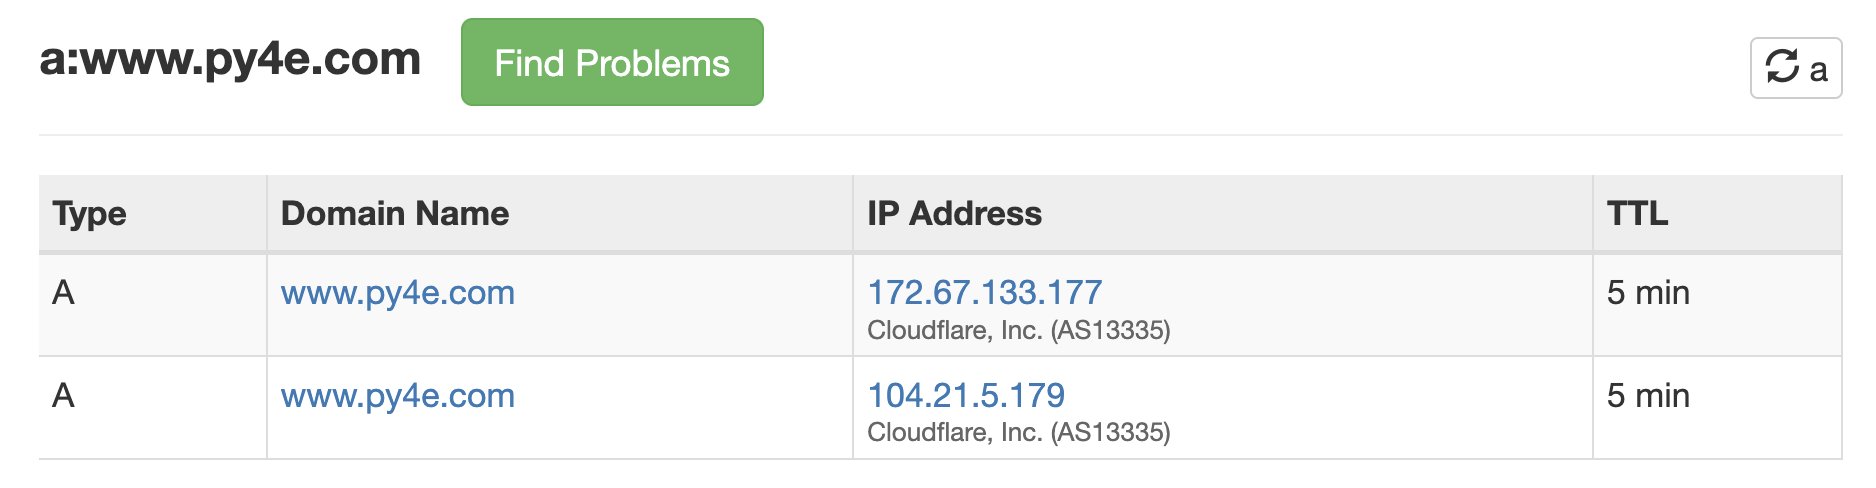 a:www.py4e.com Find Problems a
Type Domain Name IP Address TTL
A www.py4e.com 172.67.133.177 5 min
Cloudflare, Inc. (AS13335)
A www.py4e.com 104.21.5.179 5 min
Cloudflare, Inc. (AS13335)